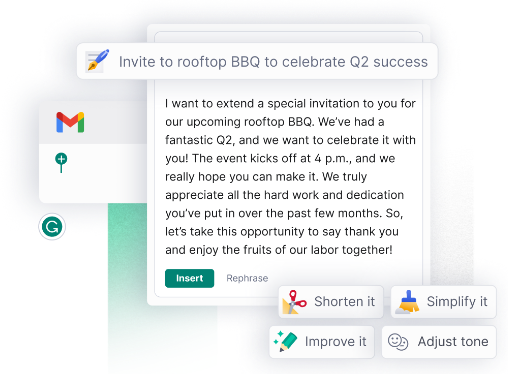 Invite to rooftop BBQ to celebrate Q2 success
I want to extend a special invitation to you for
our upcoming rooftop BBQ. We’ve had a
fantastic Q2, and we want to celebrate it with
you! The event kicks off at 4 p.m., and we
really hope you can make it. We truly
appreciate all the hard work and dedication
you’ve put in over the past few months. So,
let’s take this opportunity to say thank you
and enjoy the fruits of our labor together!
Insert Rephrase
Shorten it Simplify it
Improve it Adjust tone